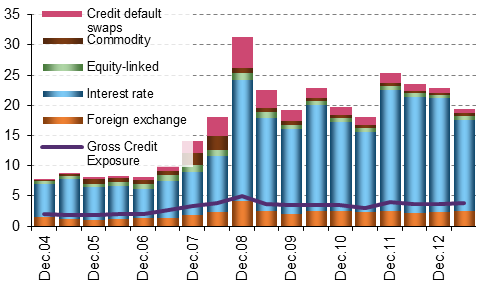 35
30
25
20
15
10
5
0
Credit default
swaps
Commodity
Equity-linked
Interest rate
Foreign exchange
Gross Credit
Exposure
Dec.04
Dec.05
Dec.06
Dec.07
Dec.08
Dec.09
Dec.10
Dec.11
Dec.12